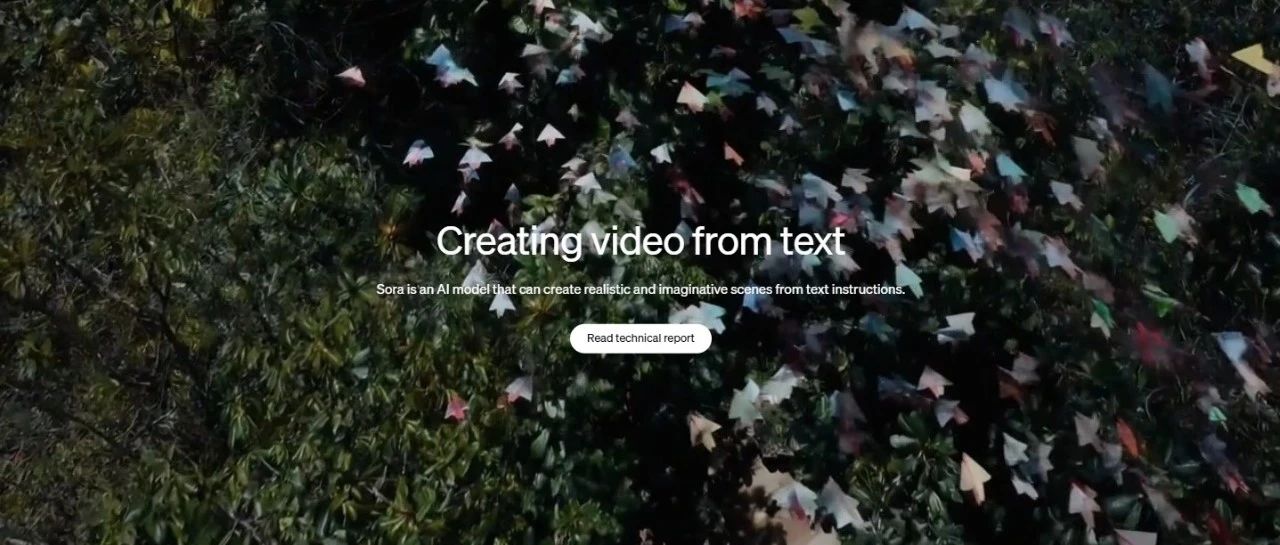 Creating video from text
Sora is an AI model that can create realistic and imaginative scenes from text instructions.
Read technical report